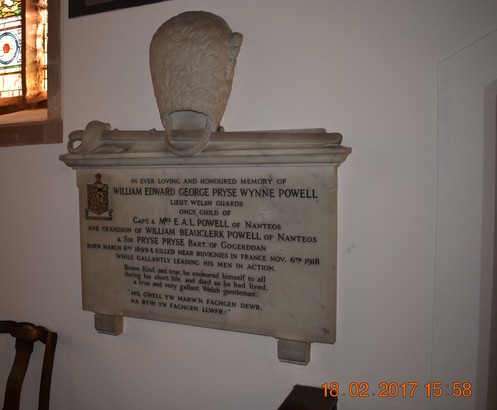 IN EVER LOVING AND HONOURED MEMORY OF
WILLIAM EDWARD GEORGE PRYSE WYNNE POWELL,
LIEUT WELSH GUARDS
ONLY CHILD OF
CAPT. & MRS E.A.L. POWELL OF NANTEOS
AND GRANDSON OF WILLIAM BEAUCLERK POWELL OF NANTEOS
& SIR PRYSE PRYSE BART. OF GOGERDDAN
BORN MARCH 8TH 1899 & KILLED NEAR BUVIGNIES IN FRANCE NOV. 6TH 1918
WHILE GALLANTLY LEADING HIS MEN IN ACTION.
Brave, Kind, and true, he endeared himself to all
during his short life, and died as he had lived,
a true and very gallant Welsh gentleman.
"MIL GWELL YW MARW'N FACHGEN DEWR,
NA BYW YN FACHGEN LLWFR!"
18.02.2017 15:58